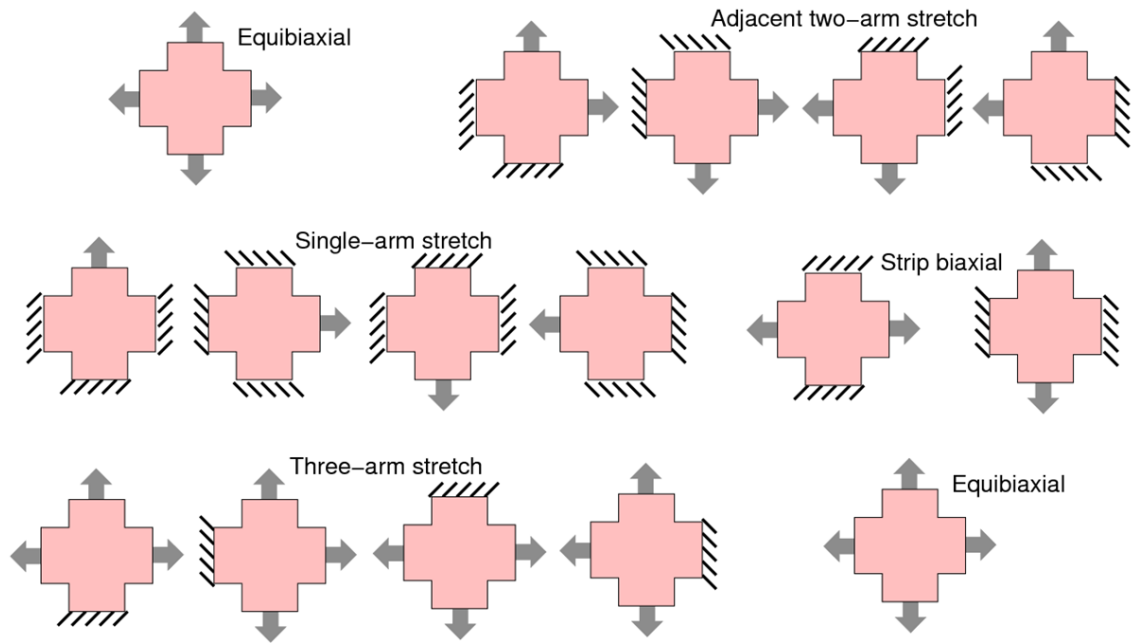 Equibiaxial
Adjacent two−arm stretch
Single−arm stretch
Strip biaxial
Three−arm stretch
Equibiaxial